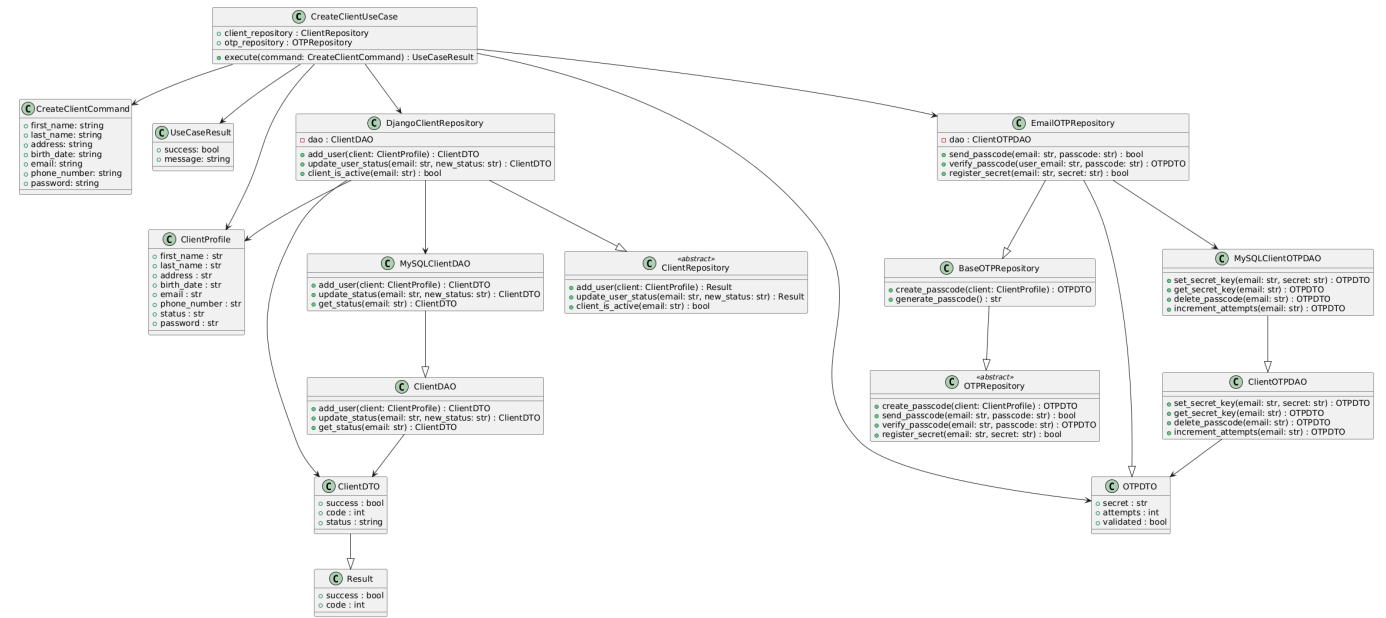 C CreateClientUseCase
client_repository : ClientRepository
otp_repository : OTPRepository
execute(command: CreateClientCommand) : UseCaseResult
C CreateClientCommand
first_name: string
last_name: string
address: string
birth_date: string
email: string
phone_number: string
password: string
C UseCaseResult
success: bool
message: string
C DjangoClientRepository
dao : ClientDAO
add_user(client: ClientProfile) : ClientDTO
update_user_status(email: str, new_status: str) : ClientDTO
client_is_active(email: str) : bool
C EmailOTPRepository
dao : ClientOTPDAO
send_passcode(email: str, passcode: str) : bool
verify_passcode(user_email: str, passcode: str) : OTPDTO
register_secret(email: str, secret: str) : bool
C ClientProfile
first_name : str
last_name : str
address : str
birth_date : str
email : str
phone_number : str
status : str
password : str
C MySQLClientDAO
add_user(client: ClientProfile) : ClientDTO
update_status(email: str, new_status: str) : ClientDTO
get_status(email: str) : ClientDTO
«abstract»
C ClientRepository
add_user(client: ClientProfile) : Result
update_user_status(email: str, new_status: str) : Result
client_is_active(email: str) : bool
C BaseOTPRepository
create_passcode(client: ClientProfile) : OTPDTO
generate_passcode() : str
C MySQLClientOTPDAO
set_secret_key(email: str, secret: str) : OTPDTO
get_secret_key(email: str) : OTPDTO
delete_passcode(email: str) : OTPDTO
increment_attempts(email: str) : OTPDTO
C ClientDAO
add_user(client: ClientProfile) : ClientDTO
update_status(email: str, new_status: str) : ClientDTO
get_status(email: str) : ClientDTO
«abstract»
C OTPRepository
create_passcode(client: ClientProfile) : OTPDTO
send_passcode(email: str, passcode: str) : bool
verify_passcode(email: str, passcode: str) : OTPDTO
register_secret(email: str, secret: str) : bool
C ClientOTPDAO
set_secret_key(email: str, secret: str) : OTPDTO
get_secret_key(email: str) : OTPDTO
delete_passcode(email: str) : OTPDTO
increment_attempts(email: str) : OTPDTO
C ClientDTO
success : bool
code : int
status : string
C OTPDTO
secret : str
attempts : int
validated : bool
C Result
success : bool
code : int